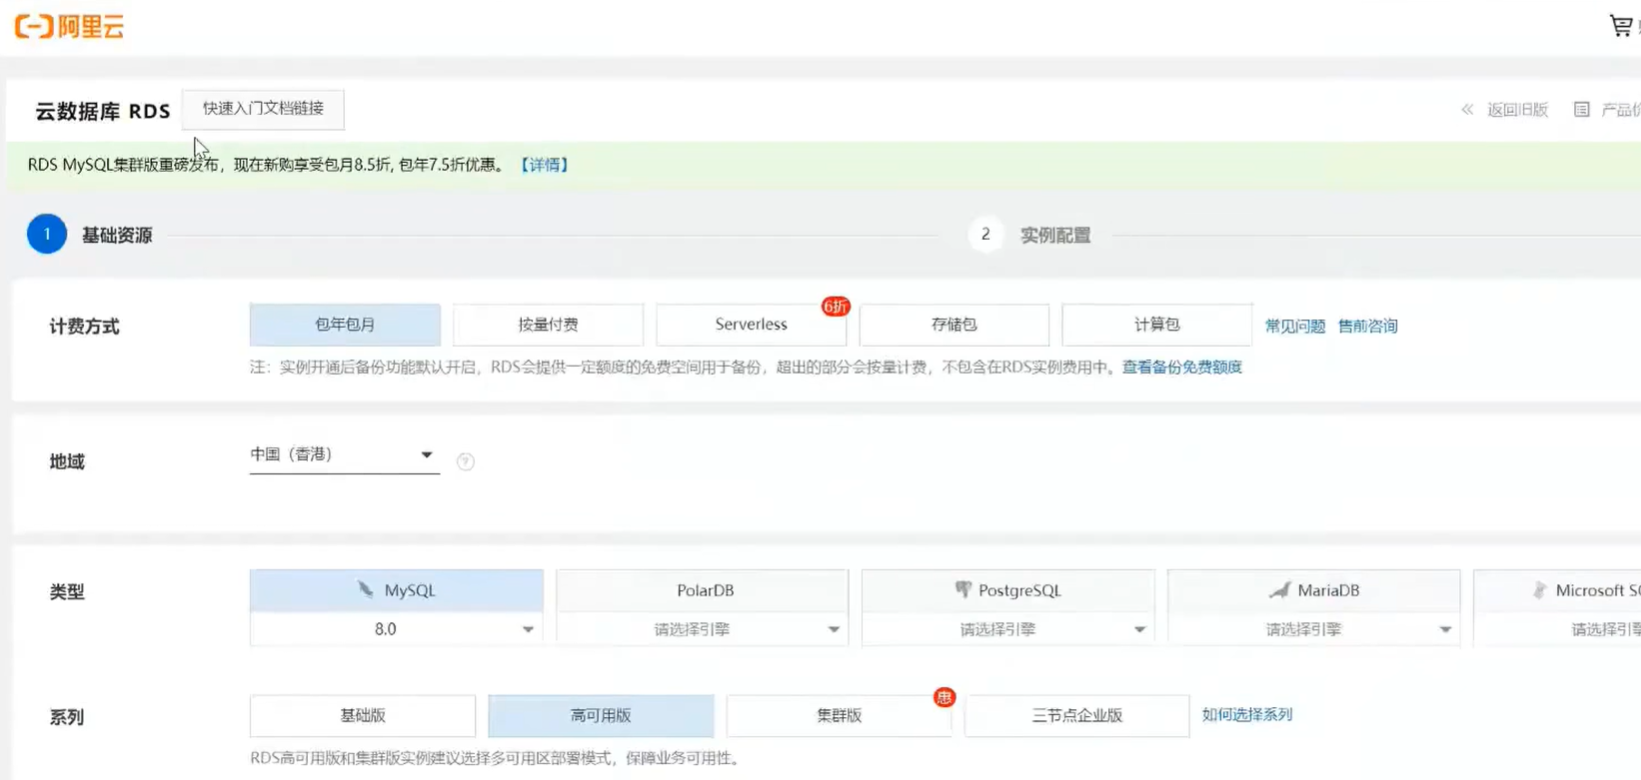 阿里云
云数据库 RDS 快速入门文档链接 返回旧版
RDS MySQL集群版重磅发布，现在新购享受包月8.5折, 包年7.5折优惠。【详情】
1 基础资源 2 实例配置
计费方式 包年包月 按量付费 Serverless 6折 存储包 计算包 常见问题 售前咨询
注：实例开通后备份功能默认开启，RDS会提供一定额度的免费空间用于备份，超出的部分会按量计费，不包含在RDS实例费用中。查看备份免费额度
地域 中国（香港） ?
类型 MySQL PolarDB PostgreSQL MariaDB Microsoft
8.0 请选择引擎 请选择引擎 请选择引擎 请选择引擎
系列 基础版 高可用版 集群版 惠 三节点企业版 如何选择系列
RDS高可用版和集群版实例建议选择多可用区部署模式，保障业务可用性。